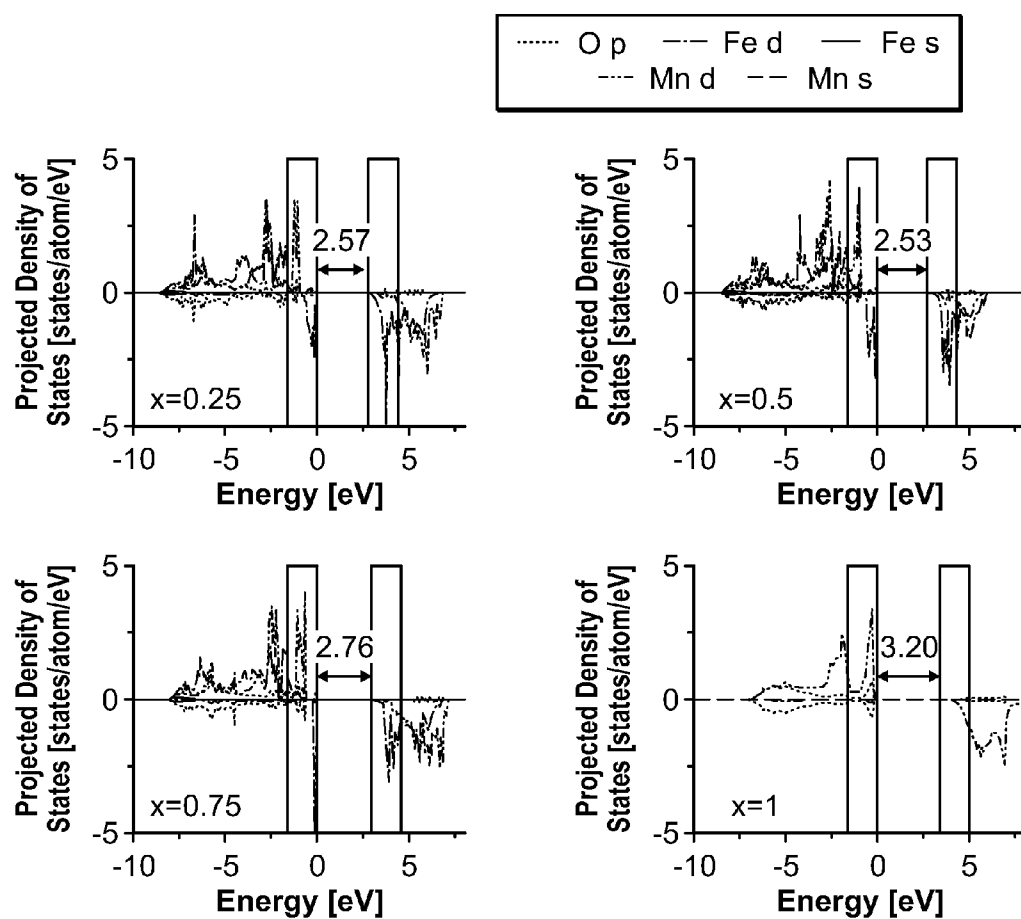 O p Fe d Fe s
Mn d Mn s
Projected Density of
States [states/atom/eV]
5
0
-5
2.57
x=0.25
-10 -5 0 5
Energy [eV]
Projected Density of
States [states/atom/eV]
5
0
-5
2.53
x=0.5
-10 -5 0 5
Energy [eV]
Projected Density of
States [states/atom/eV]
5
0
-5
2.76
x=0.75
-10 -5 0 5
Energy [eV]
Projected Density of
States [states/atom/eV]
5
0
-5
3.20
x=1
-10 -5 0 5
Energy [eV]